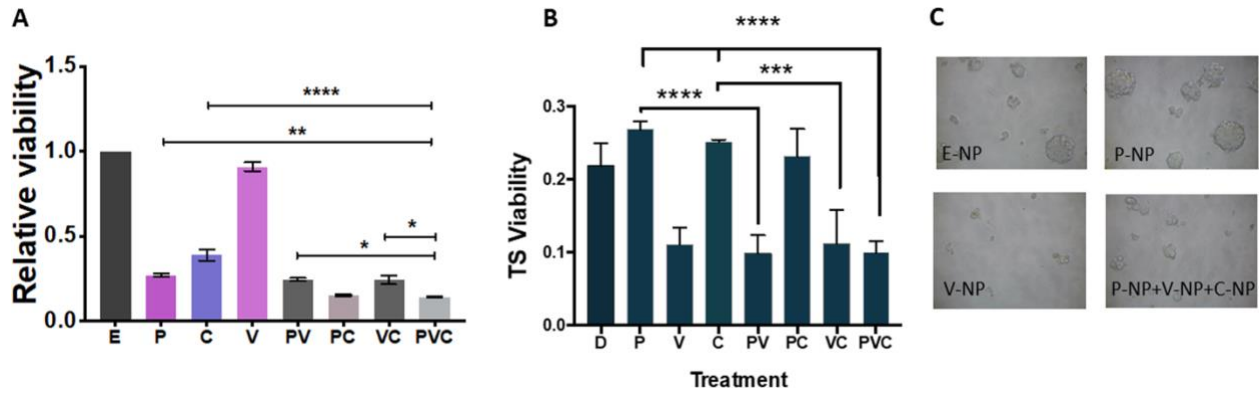 A
Relative viability
1.5
1.0
0.5
0.0
****
**
*
*
E P C V PV PC VC PVC
B
TS Viability
0.3
0.2
0.1
0.0
****
***
****
D P V C PV PC VC PVC
Treatment
C
E-NP
P-NP
V-NP
P-NP+V-NP+C-NP